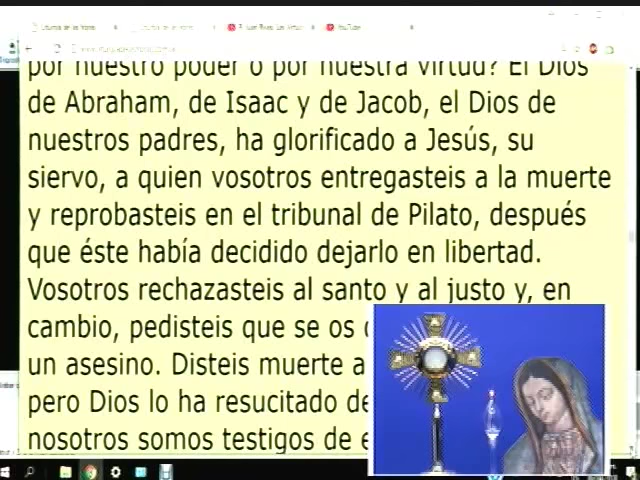 YouTube
por nuestro poder o por nuestra virtud? El Dios
de Abraham, de Isaac y de Jacob, el Dios de
nuestros padres, ha glorificado a Jesús, su
siervo, a quien vosotros entregasteis a la muerte
y reprobasteis en el tribunal de Pilato, después
que éste había decidido dejarlo en libertad.
Vosotros rechazasteis al santo y al justo y, en
cambio, pedisteis que se os
un asesino. Disteis muerte a
pero Dios lo ha resucitado de
nosotros somos testigos de e